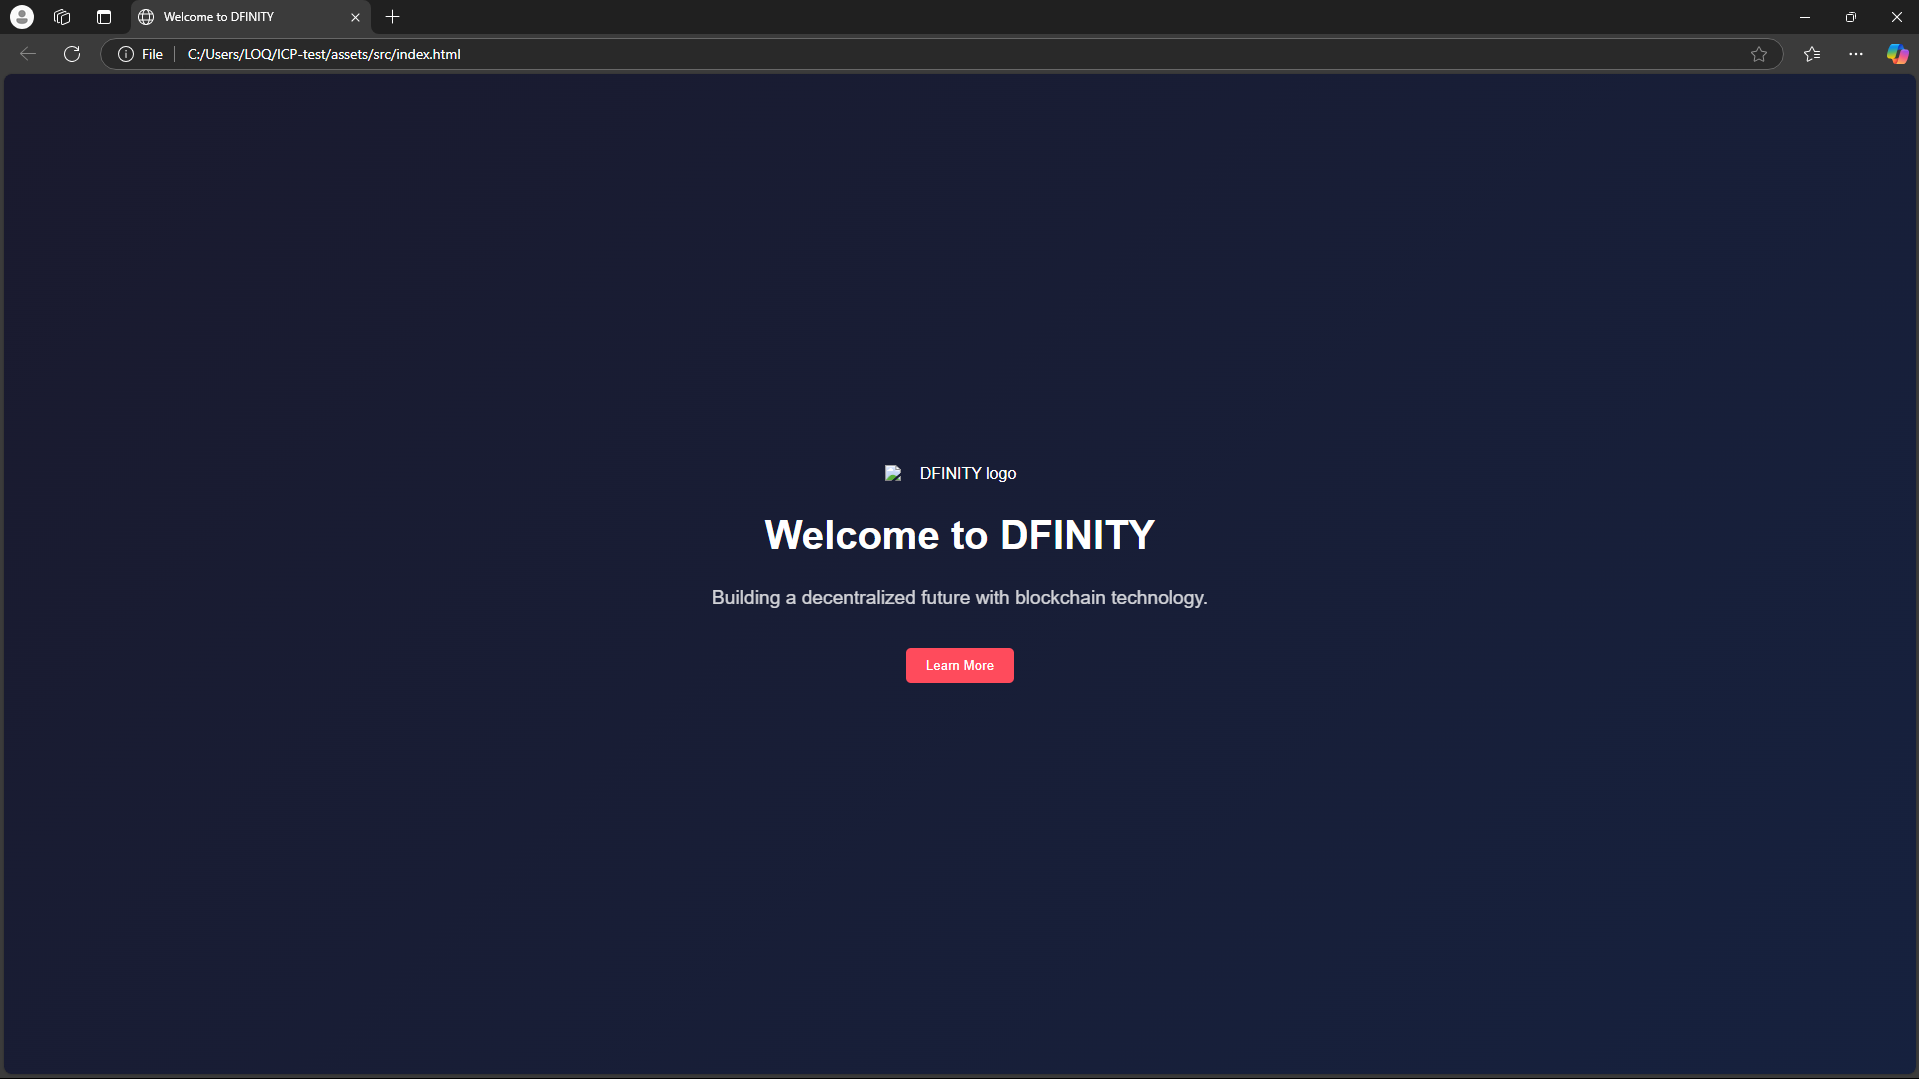 Welcome to DFINITY
File
C:/Users/LOQ/ICP-test/assets/src/index.html
DFINITY logo
Welcome to DFINITY
Building a decentralized future with blockchain technology.
Learn More